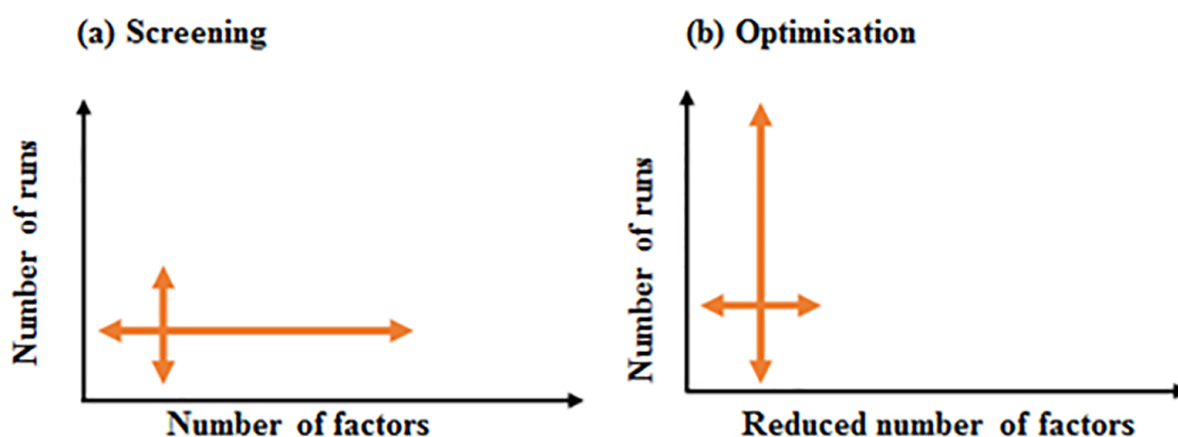 (a) Screening
(b) Optimisation
Number of runs
Number of factors
Number of runs
Reduced number of factors